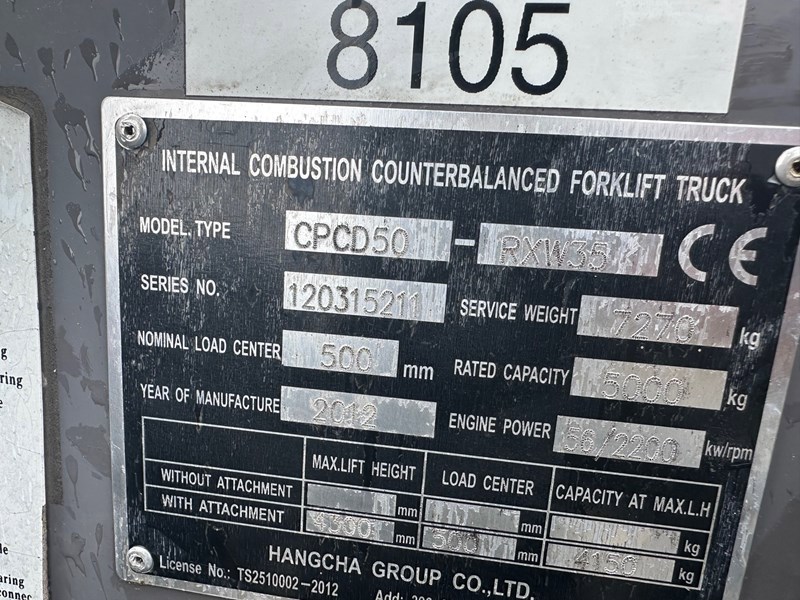 8105
INTERNAL COMBUSTION COUNTERBALANCED FORKLIFT TRUCK
MODEL.TYPE CPCD50 - RXW35 CE
SERIES NO. 120315211 SERVICE WEIGHT 7270 kg
NOMINAL LOAD CENTER 500 mm RATED CAPACITY 5000 kg
YEAR OF MANUFACTURE 2012 ENGINE POWER 56/2200 kw/rpm
MAX.LIFT HEIGHT LOAD CENTER CAPACITY AT MAX.L.H
WITHOUT ATTACHMENT mm mm kg
WITH ATTACHMENT 4300 mm 500 mm 4150 kg
HANGCHA GROUP CO.,LTD.
License No.: TS2510002-2012 Add: